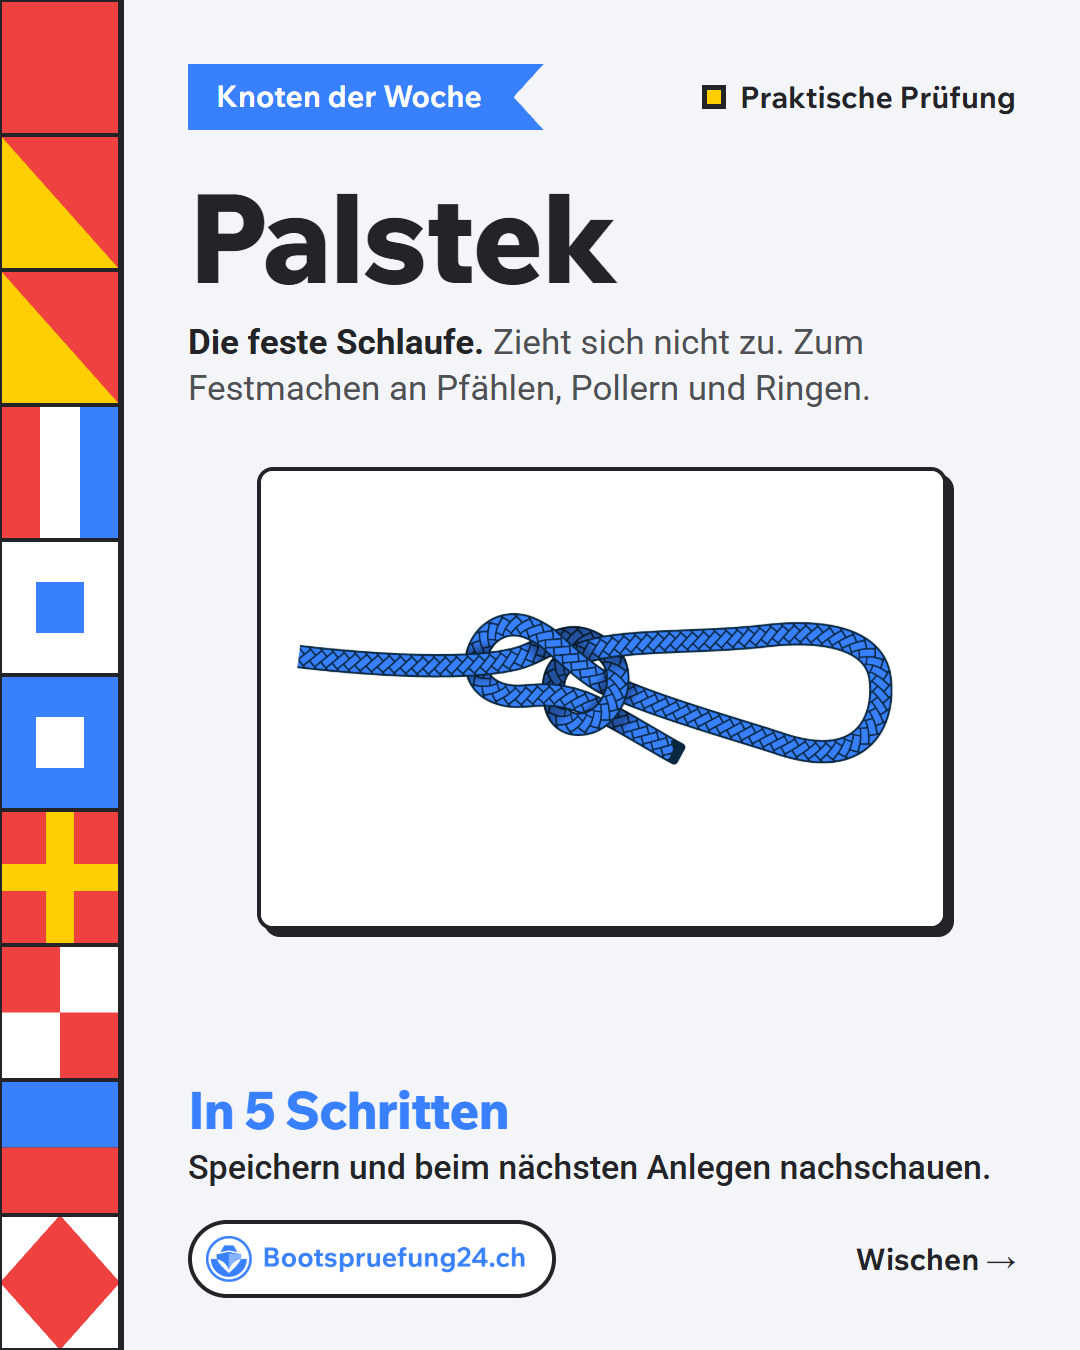 Knoten der Woche
Praktische Prüfung
Palstek
Die feste Schlaufe. Zieht sich nicht zu. Zum
Festmachen an Pfählen, Pollern und Ringen.
In 5 Schritten
Speichern und beim nächsten Anlegen nachschauen.
Bootspruefung24.ch
Wischen →